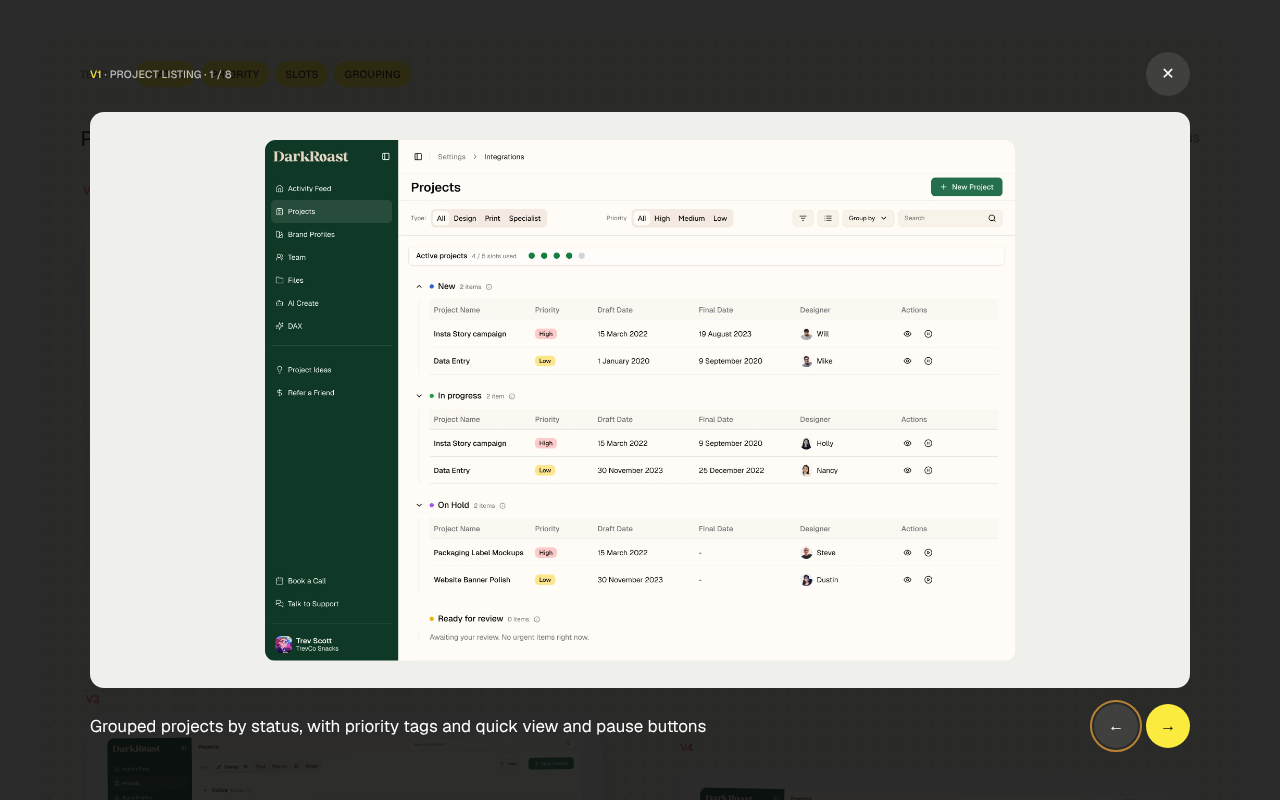 V1 · PROJECT LISTING · 1 / 8
SLOTS
GROUPING
✕
DarkRoast
Activity Feed
Projects
Brand Profiles
Team
Files
AI Create
DAX
Project Ideas
Refer a Friend
Book a Call
Talk to Support
Trev Scott
TrevCo Snacks
Settings > Integrations
Projects
+ New Project
Type: All Design Print Specialist
Priority All High Medium Low
Group by
Search
Active projects 4 / 5 slots used
New 2 items
Project Name Priority Draft Date Final Date Designer Actions
Insta Story campaign High 15 March 2022 19 August 2023 Will
Data Entry Low 1 January 2020 9 September 2020 Mike
In progress 2 item
Project Name Priority Draft Date Final Date Designer Actions
Insta Story campaign High 15 March 2022 9 September 2020 Holly
Data Entry Low 30 November 2023 25 December 2022 Nancy
On Hold 2 items
Project Name Priority Draft Date Final Date Designer Actions
Packaging Label Mockups High 15 March 2022 - Steve
Website Banner Polish Low 30 November 2023 - Dustin
Ready for review 0 items
Awaiting your review. No urgent items right now.
V3
Grouped projects by status, with priority tags and quick view and pause buttons
← →
V4
DarkRoast
Projects
DarkRoast